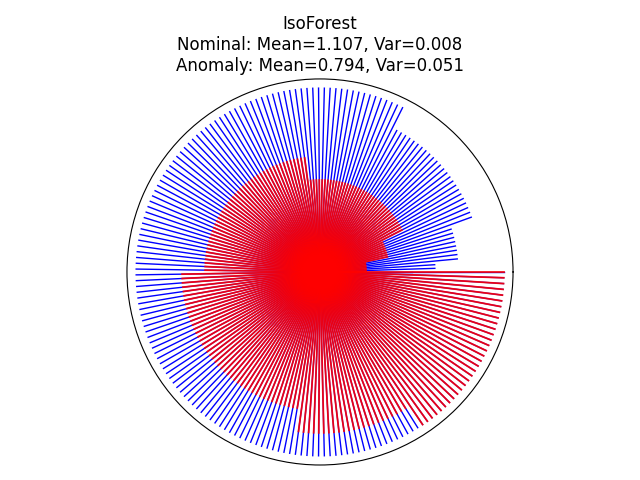 IsoForest
Nominal: Mean=1.107, Var=0.008
Anomaly: Mean=0.794, Var=0.051